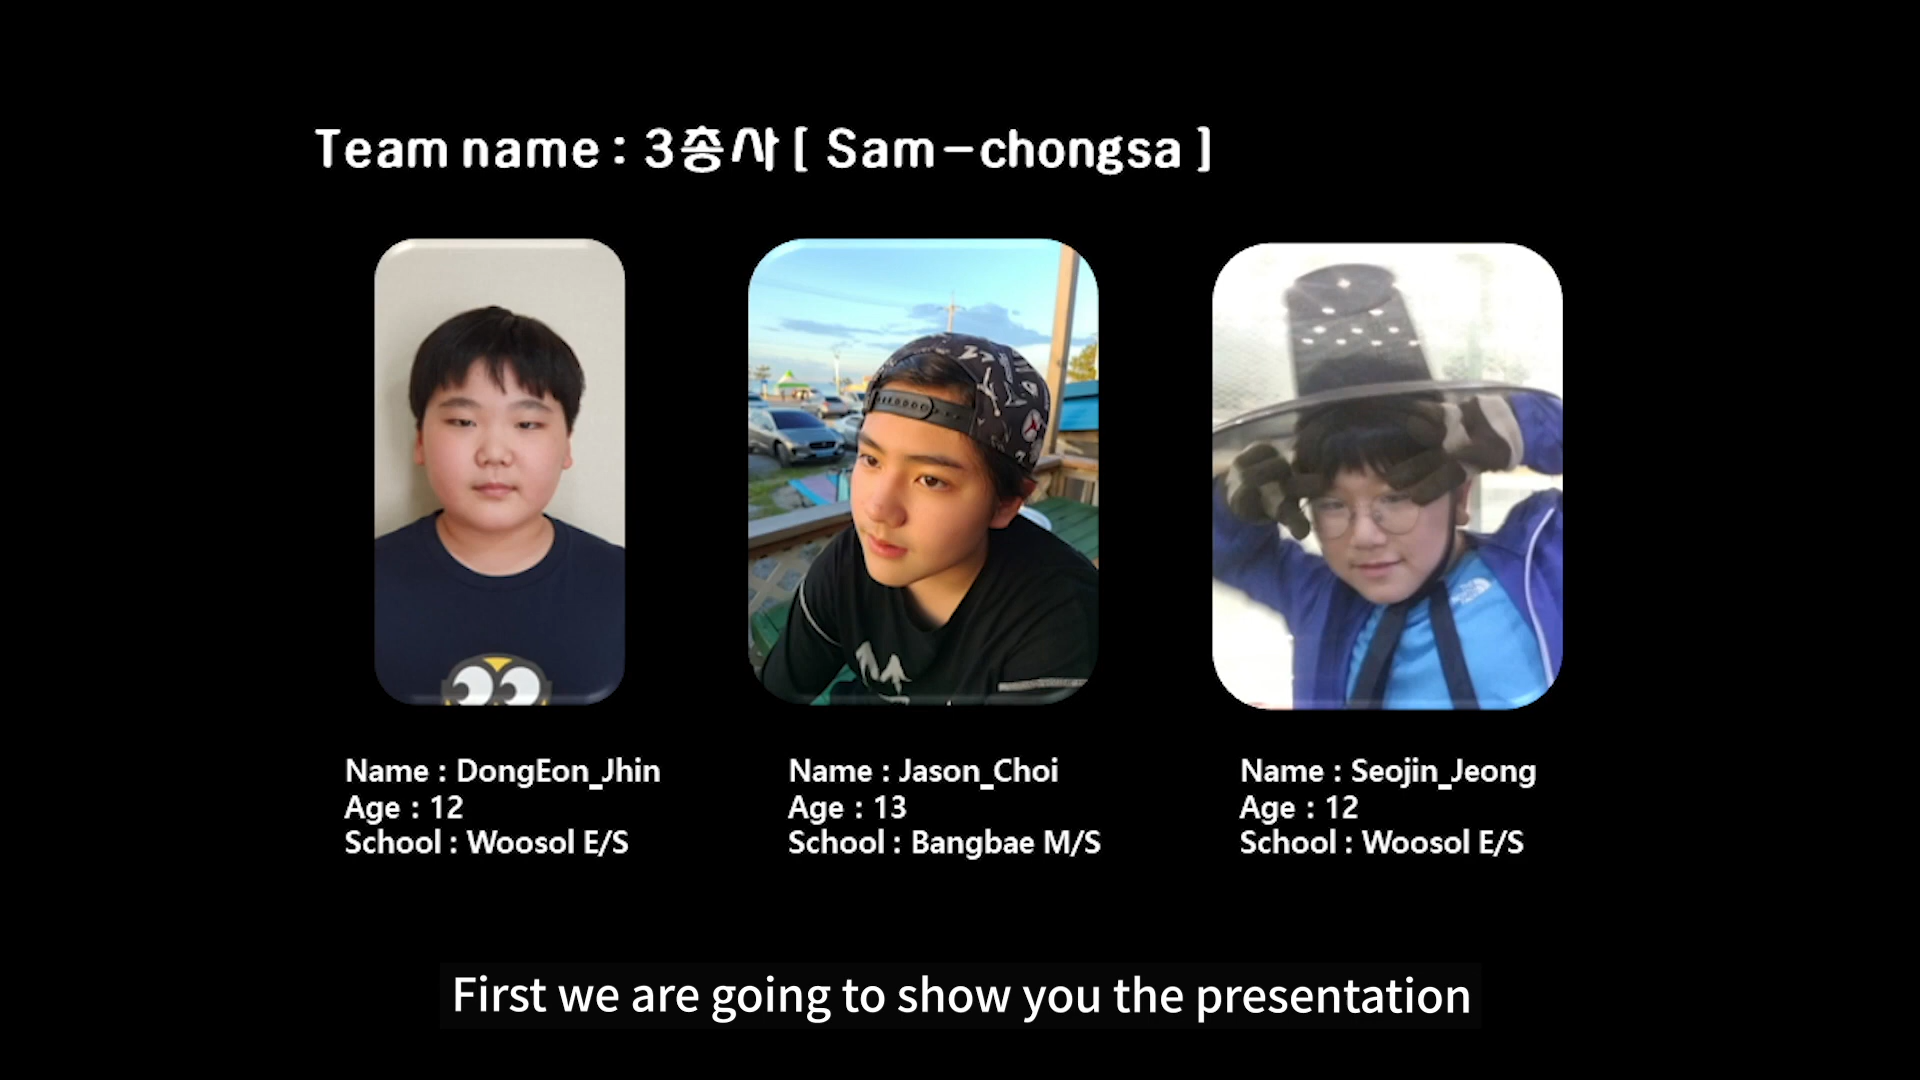 Team name : 3총사 [ Sam-chongsa ]
Name : DongEon_Jhin
Age : 12
School : Woosol E/S
Name : Jason_Choi
Age : 13
School : Bangbae M/S
Name : Seojin_Jeong
Age : 12
School : Woosol E/S
First we are going to show you the presentation